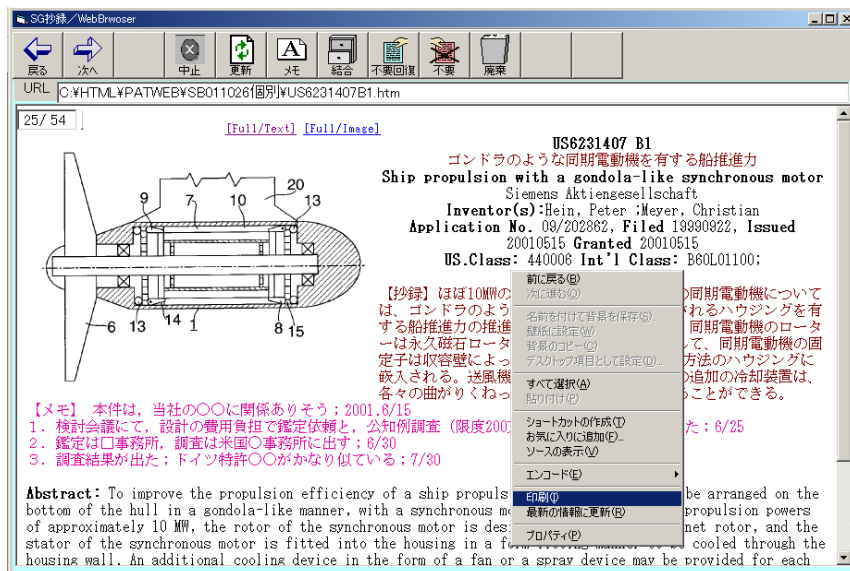 SG抄録／WebBrwoser
戻る 次へ 中止 更新 メモ 結合 不要回復 不要 廃棄
URL C:¥HTML¥PATWEB¥SB011026個別¥US6231407B1.htm
25/ 54
[Full/Text] [Full/Image]
US6231407 B1
ゴンドラのような同期電動機を有する船推進力
Ship propulsion with a gondola-like synchronous motor
Siemens Aktiengesellschaft
Inventor(s):Hein, Peter ;Meyer, Christian
Application No. 09/202862, Filed 19990922, Issued
20010515 Granted 20010515
US.Class: 440006 Int'l Class: B60L01100;
9 7 10 20 13
6 13 14 1 8 15
【抄録】ほぼ10MWの
の同期電動機について
は、ゴンドラのよう
されるハウジングを有
する船推進力の推進
同期電動機のロータ
ーは永久磁石ロータ
して、同期電動機の固
定子は収容壁によっ
方法のハウジングに
嵌入される。送風機
の追加の冷却装置は、
各々の曲がりくねっ
ることができる。
前に戻る(B)
次に進む(O)
名前を付けて背景を保存(S)...
壁紙に設定(W)
背景のコピー(C)
デスクトップ項目として設定(D)...
すべて選択(A)
貼り付け(P)
ショートカットの作成(T)
お気に入りに追加(F)...
ソースの表示(V)
エンコード(E)
印刷(I)
最新の情報に更新(R)
プロパティ(P)
【メモ】 本件は，当社の〇〇に関係ありそう；2001.6/15
1．検討会議にて，設計の費用負担で鑑定依頼と，公知例調査（限度200
た；6/25
2．鑑定は□事務所，調査は米国〇事務所に出す；6/30
3．調査結果が出た；ドイツ特許〇〇がかなり似ている；7/30
Abstract: To improve the propulsion efficiency of a ship propuls
be arranged on the
bottom of the hull in a gondola-like manner, with a synchronous m
propulsion powers
of approximately 10 MW, the rotor of the synchronous motor is des
net rotor, and the
stator of the synchronous motor is fitted into the housing in a
cooled through the
housing wall. An additional cooling device in the form of a fan or a spray device may be provided for each